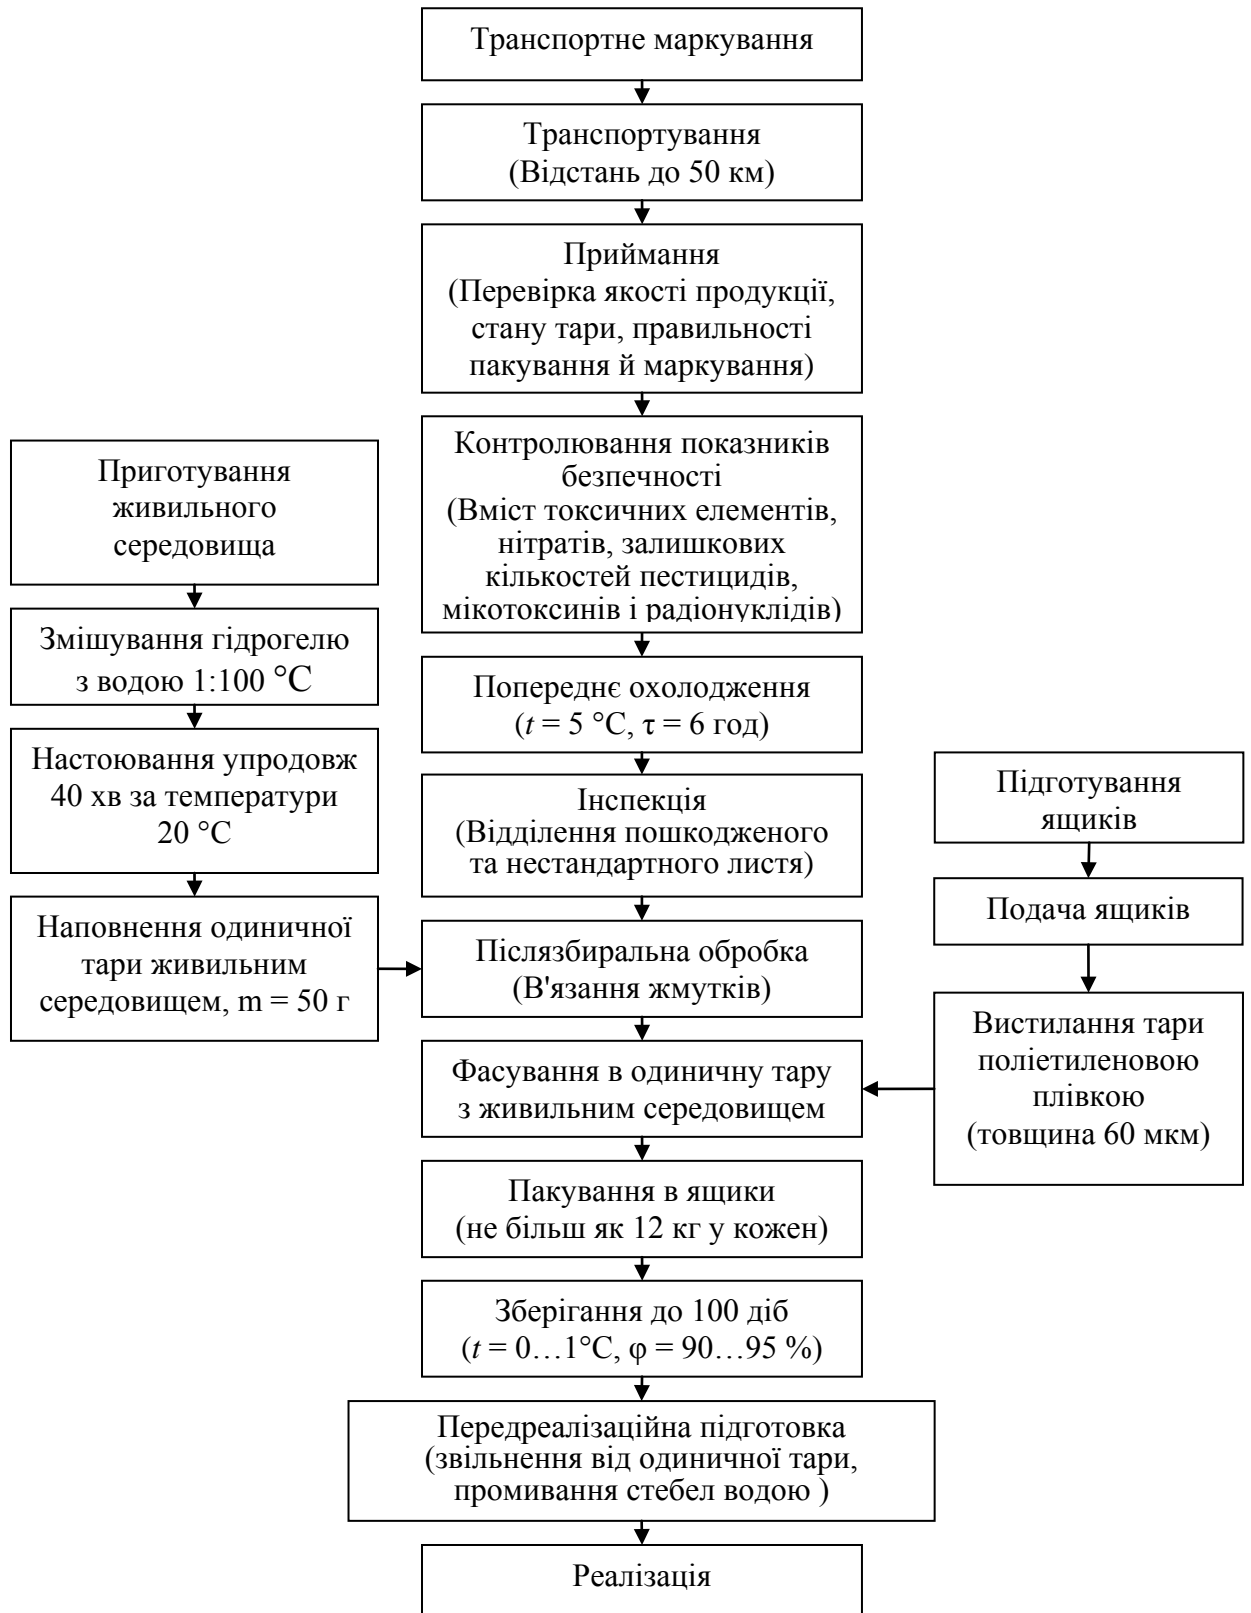 Транспортне маркування
Транспортування
(Відстань до 50 км)
Приймання
(Перевірка якості продукції,
стану тари, правильності
пакування й маркування)
Контролювання показників
безпечності
(Вміст токсичних елементів,
нітратів, залишкових
кількостей пестицидів,
мікотоксинів і радіонуклідів)
Приготування
живильного
середовища
Змішування гідрогелю
з водою 1:100 °С
Настоювання упродовж
40 хв за температури
20 °С
Наповнення одиничної
тари живильним
середовищем, m = 50 г
Попереднє охолодження
(t = 5 °С, τ = 6 год)
Інспекція
(Відділення пошкодженого
та нестандартного листя)
Післязбиральна обробка
(В'язання жмутків)
Підготування
ящиків
Подача ящиків
Вистилання тари
поліетиленовою
плівкою
(товщина 60 мкм)
Фасування в одиничну тару
з живильним середовищем
Пакування в ящики
(не більш як 12 кг у кожен)
Зберігання до 100 діб
(t = 0…1°С, φ = 90…95 %)
Передреалізаційна підготовка
(звільнення від одиничної тари,
промивання стебел водою )
Реалізація